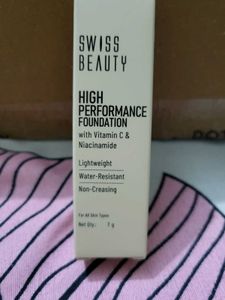 SWISS
BEAUTY
HIGH
PERFORMANCE
FOUNDATION
with Vitamin C &
Niacinamide
Lightweight
Water-Resistant
Non-Creasing
For All Skin Types
Net Qty.: 7 g